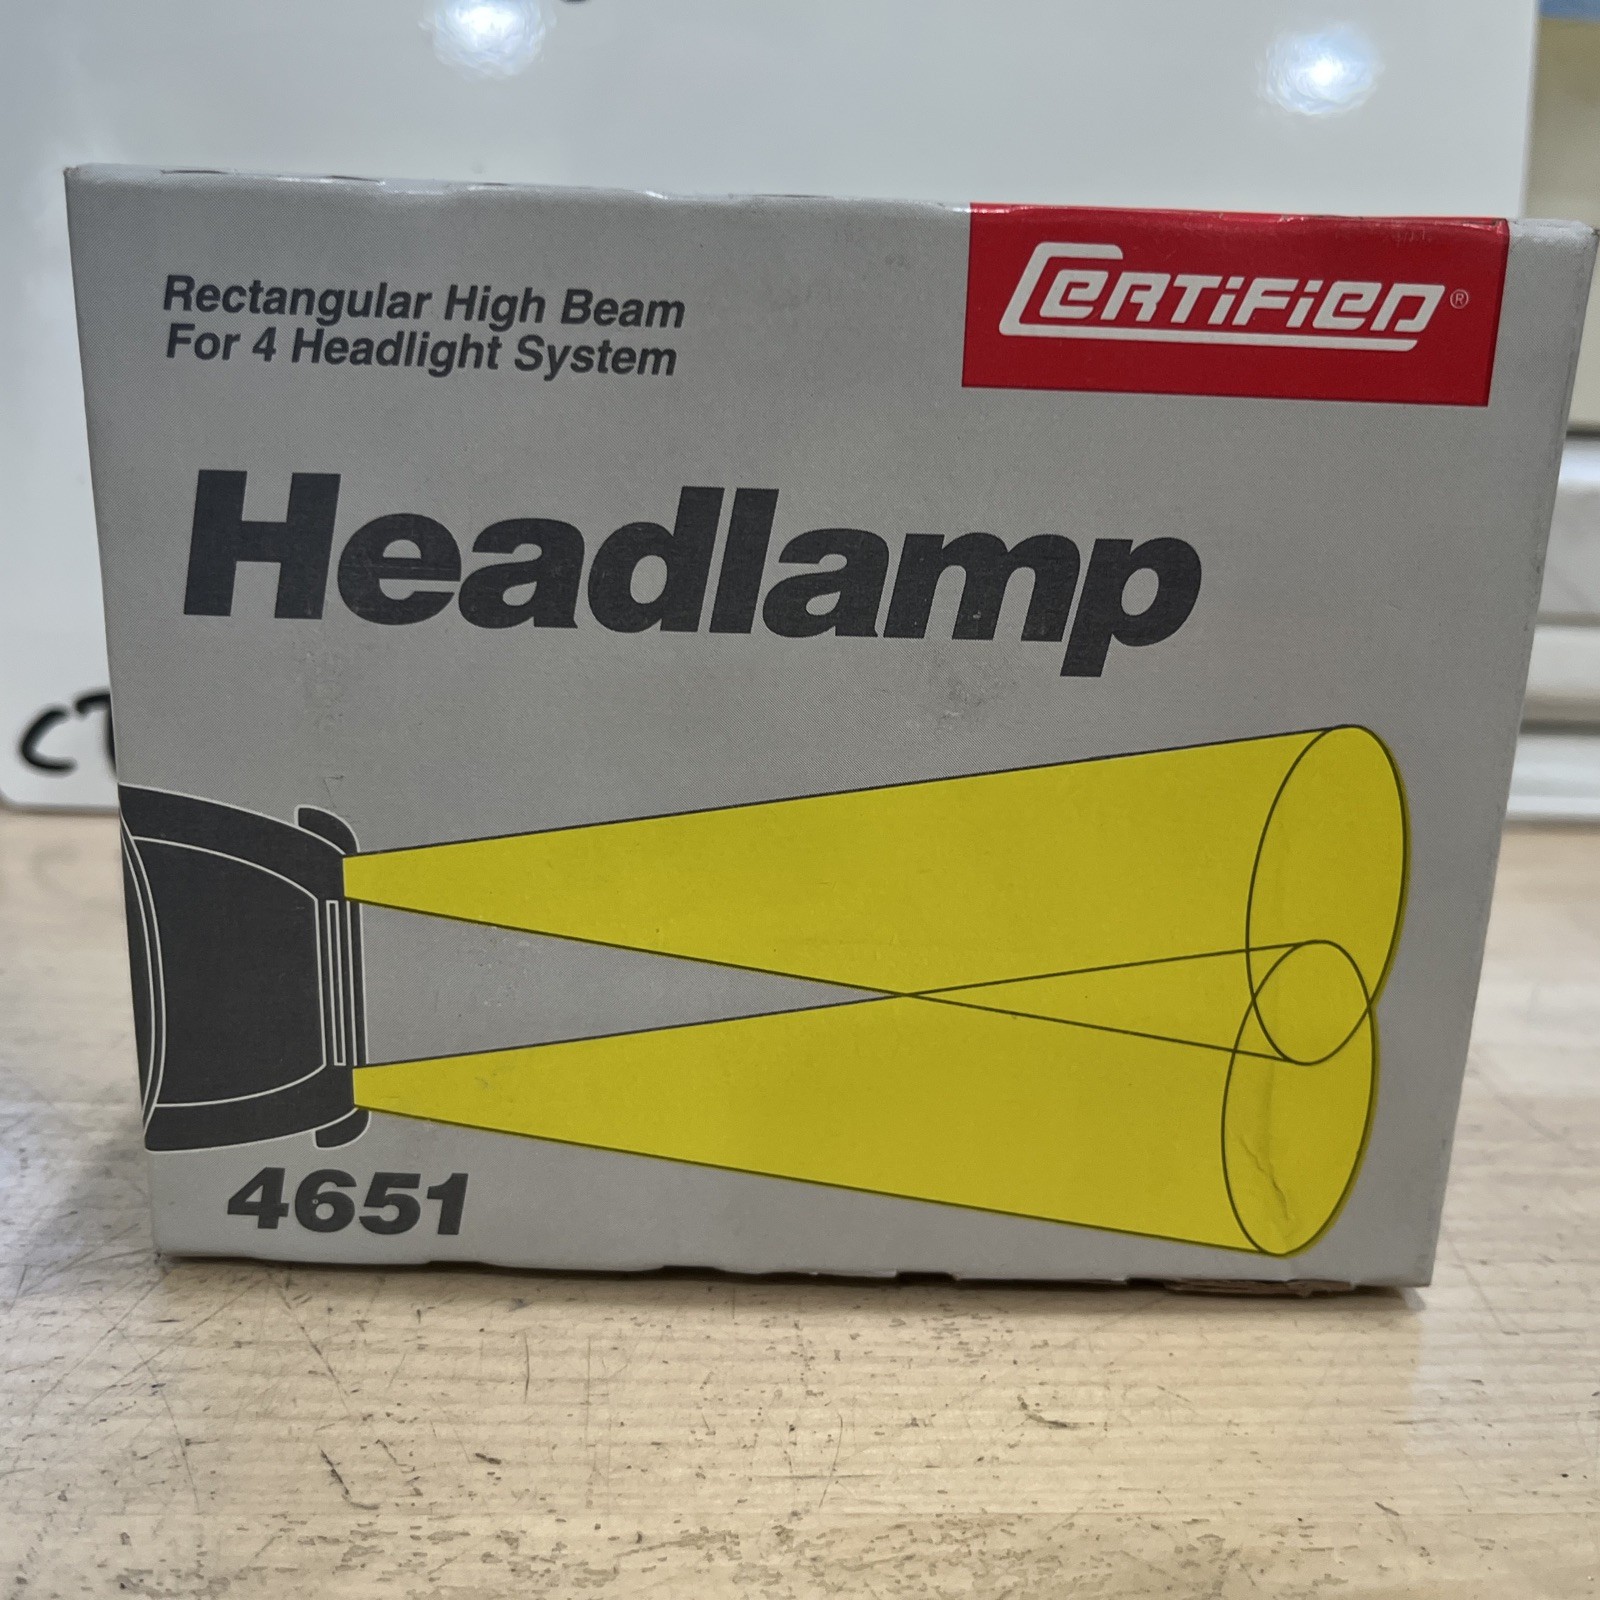 Rectangular High Beam
For 4 Headlight System
CERTiFiED®
Headlamp
4651